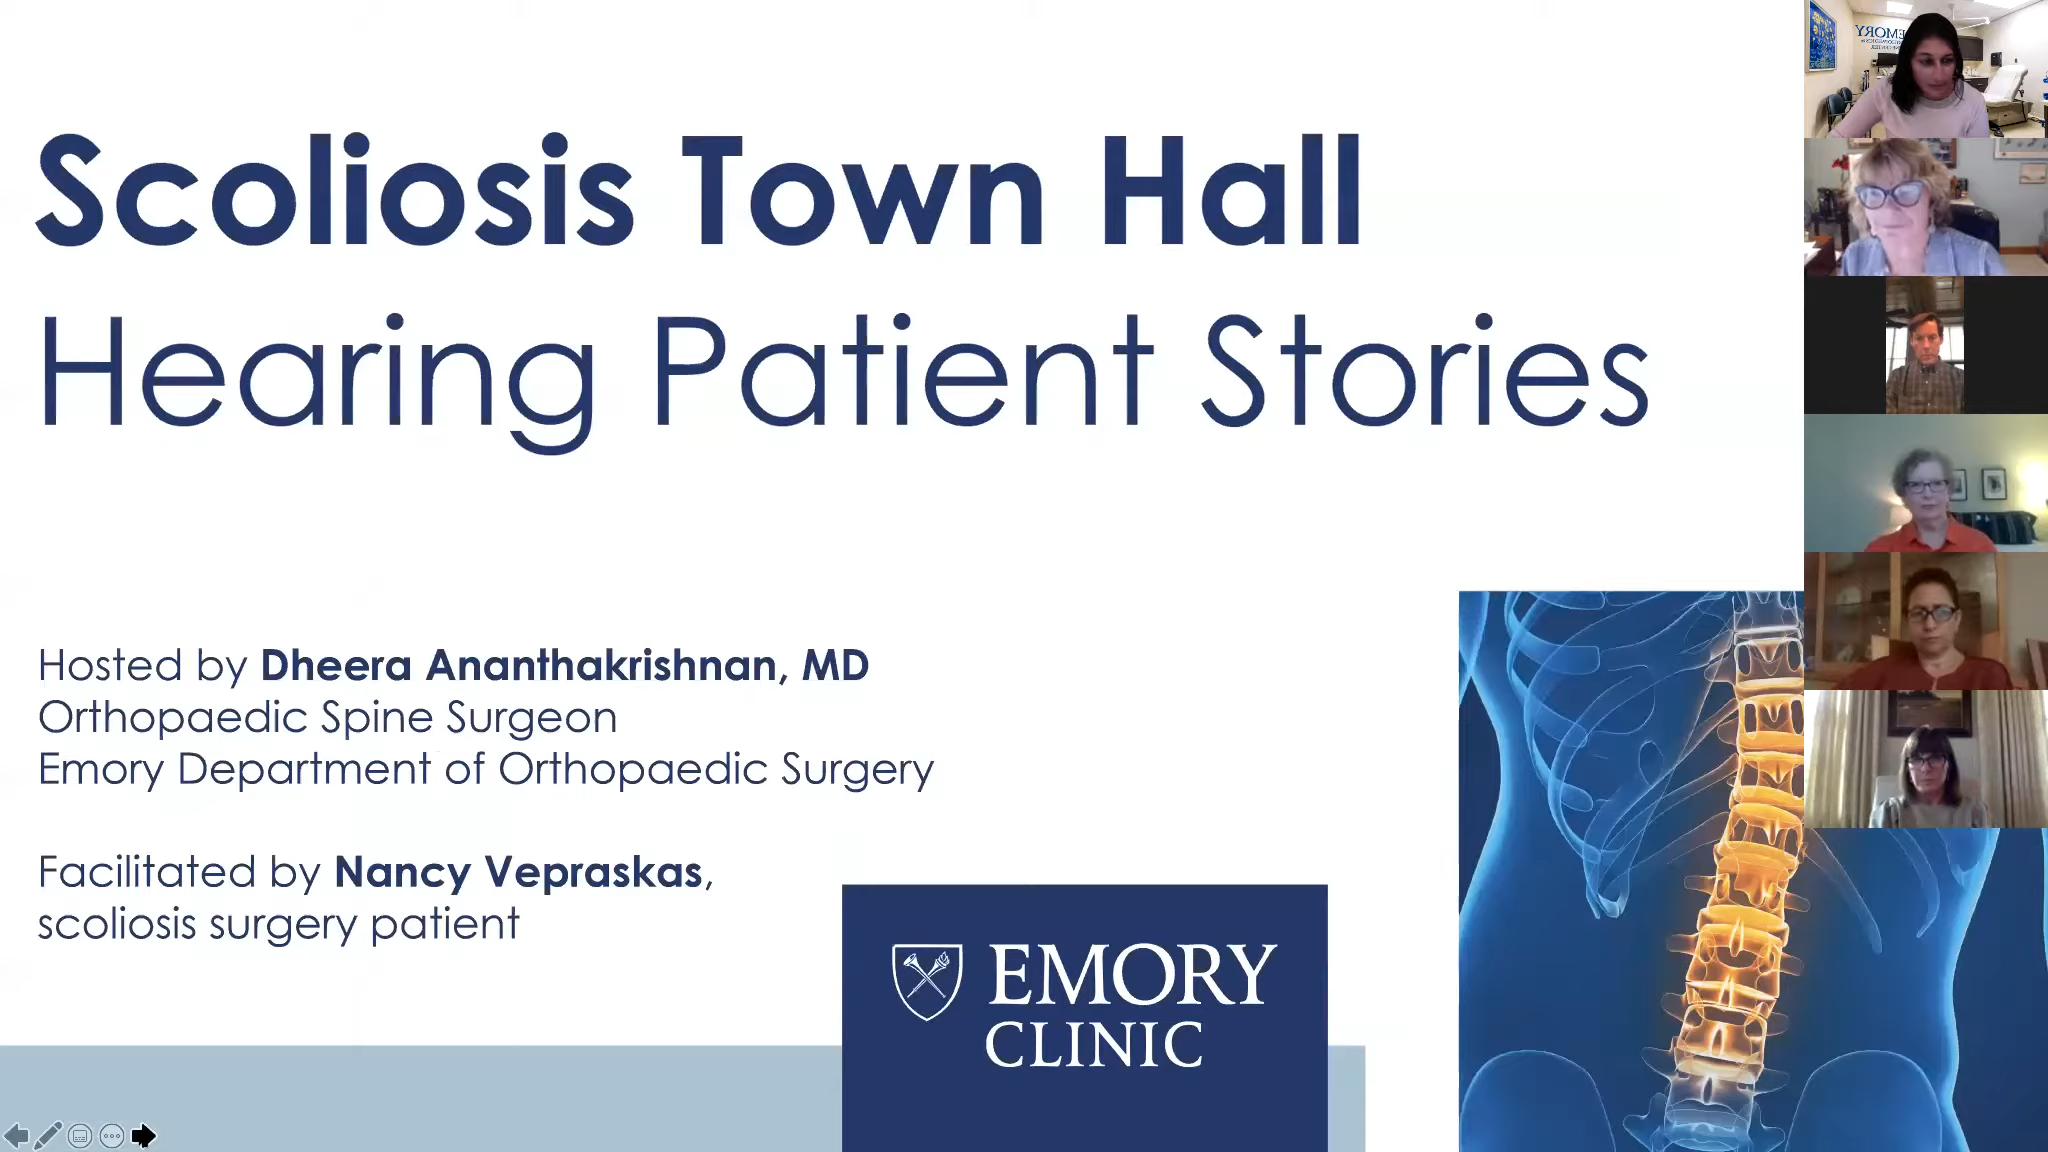 Scoliosis Town Hall
Hearing Patient Stories
Hosted by Dheera Ananthakrishnan, MD
Orthopaedic Spine Surgeon
Emory Department of Orthopaedic Surgery
Facilitated by Nancy Vepraskas,
scoliosis surgery patient
EMORY
CLINIC
EMORY